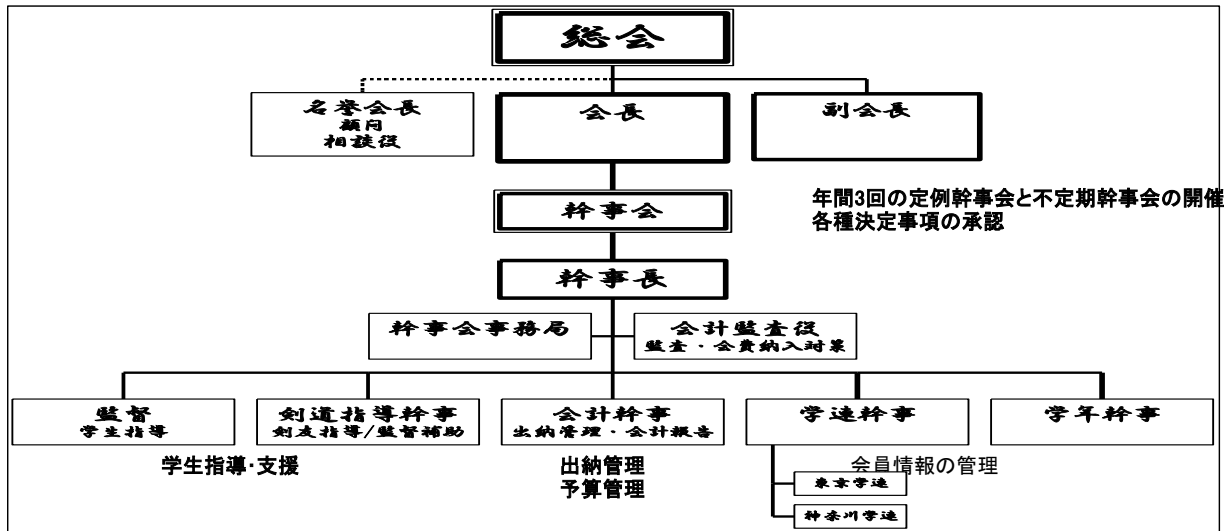 総会
名誉会長
顧問
相談役
会長
副会長
幹事会
年間3回の定例幹事会と不定期幹事会の開催
各種決定事項の承認
幹事長
幹事会事務局
会計監査役
監査・会費納入対策
監督
学生指導
剣道指導幹事
剣友指導/監督補助
会計幹事
出納管理・会計報告
学連幹事
学年幹事
学生指導・支援
出納管理
予算管理
会員情報の管理
東京学連
神奈川学連